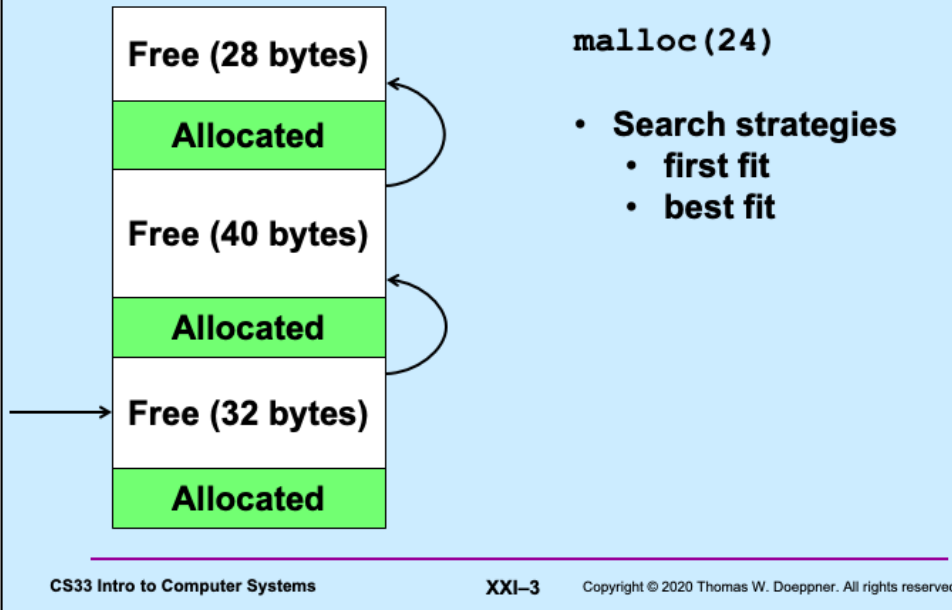 Free (28 bytes)
Allocated
Free (40 bytes)
Allocated
Free (32 bytes)
Allocated
malloc(24)
• Search strategies
• first fit
• best fit
CS33 Intro to Computer Systems
XXI–3
Copyright © 2020 Thomas W. Doeppner. All rights reserved